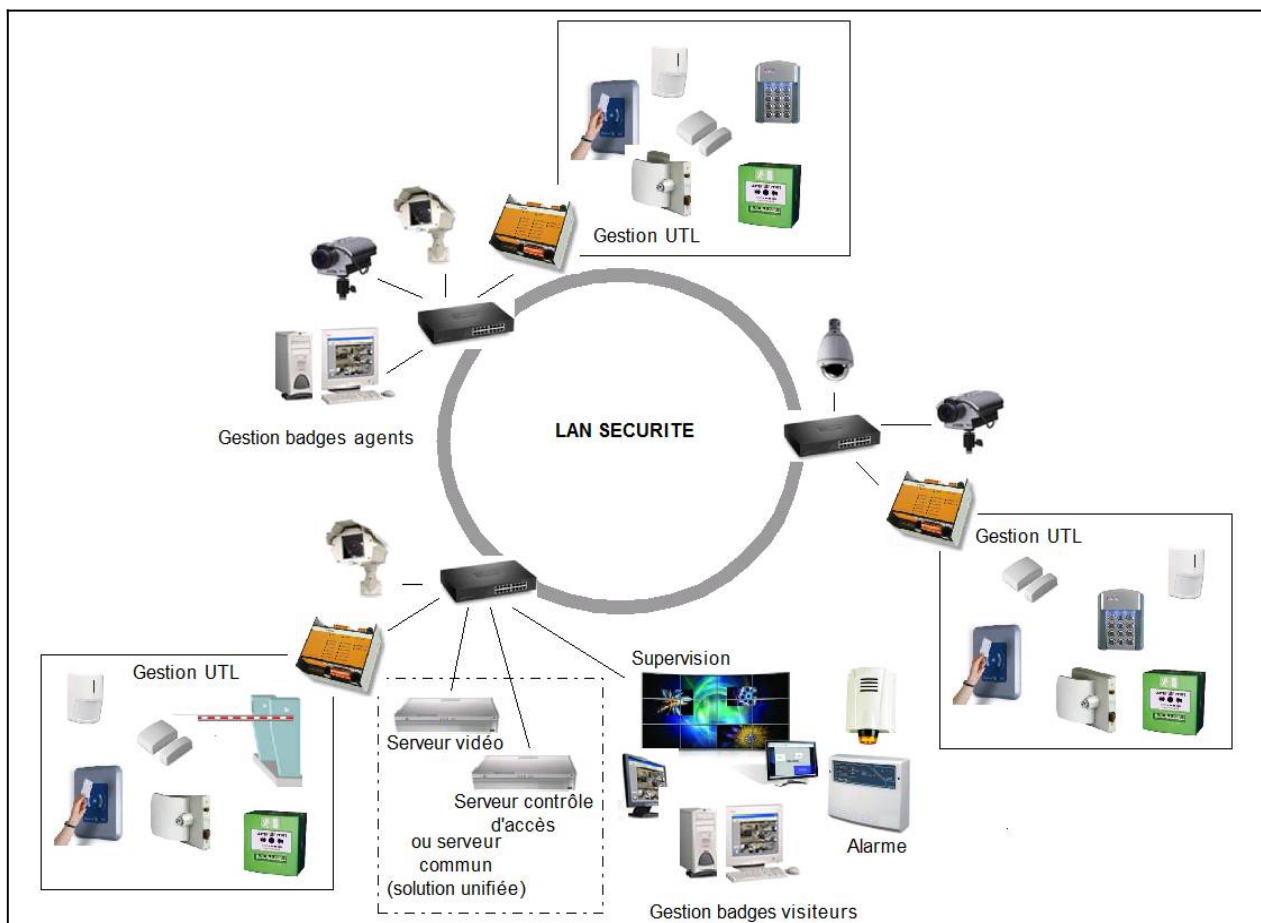 Gestion UTL
Gestion badges agents
LAN SECURITE
Gestion UTL
Gestion UTL
Supervision
Serveur vidéo
Serveur contrôle
d'accès
ou serveur
commun
(solution unifiée)
Alarme
Gestion badges visiteurs